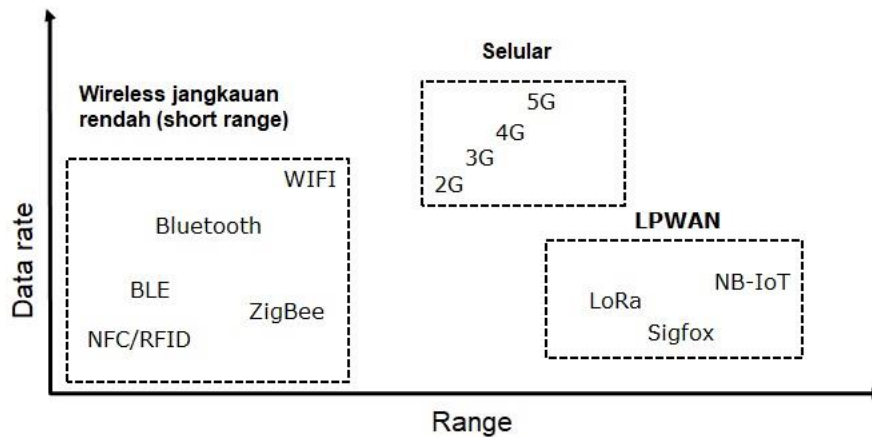 Selular
Wireless jangkauan
rendah (short range)
5G
4G
3G
2G
WIFI
Bluetooth
BLE
ZigBee
NFC/RFID
LPWAN
NB-IoT
LoRa
Sigfox
Data rate
Range